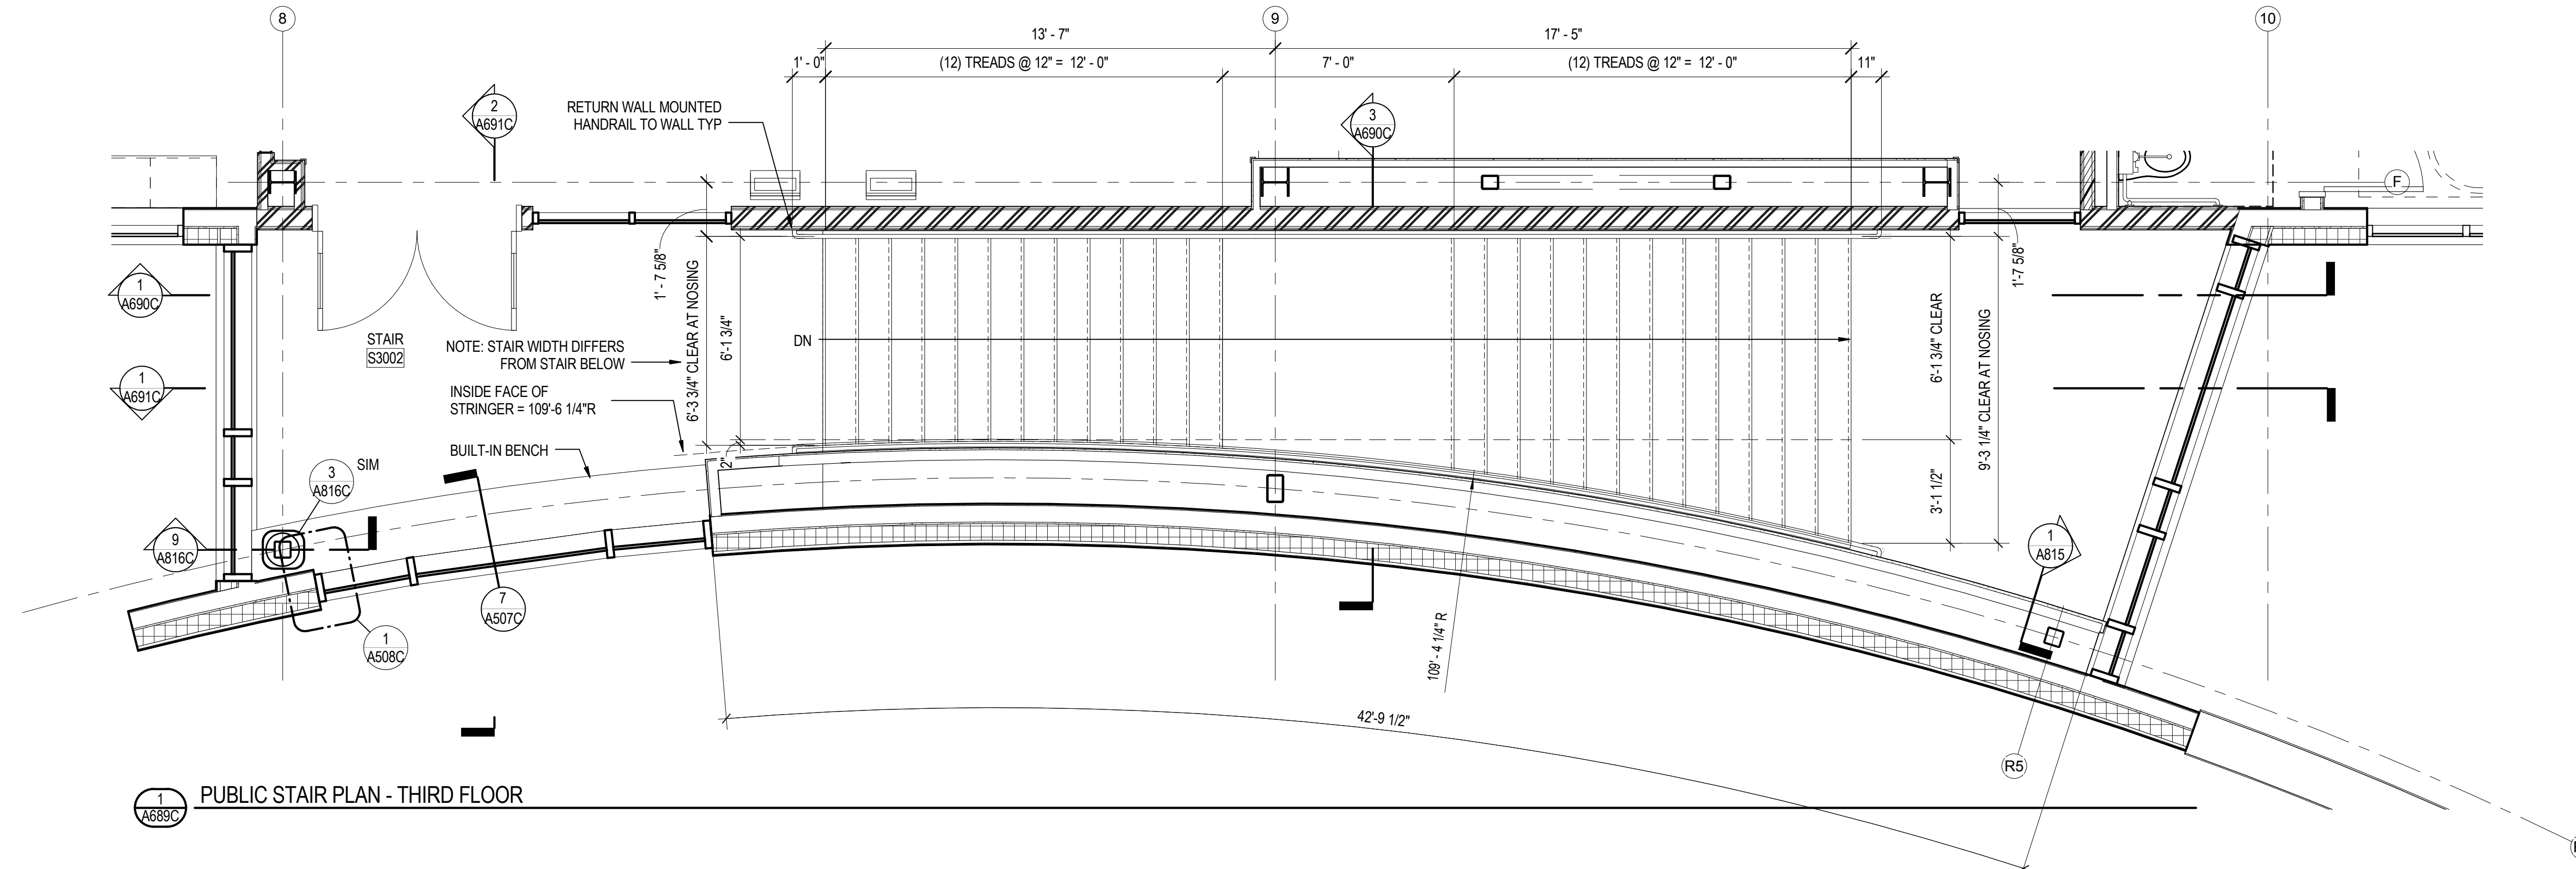 8
9
10
13' - 7"
17' - 5"
1' - 0"
(12) TREADS @ 12" = 12' - 0"
7' - 0"
(12) TREADS @ 12" = 12' - 0"
11"
2
A691C
RETURN WALL MOUNTED
HANDRAIL TO WALL TYP
3
A690C
F
1' - 7 5/8"
6'-3 3/4" CLEAR AT NOSING
6'-1 3/4"
1'-7 5/8"
6'-1 3/4" CLEAR
9'-3 1/4" CLEAR AT NOSING
3'-1 1/2"
1
A690C
STAIR
S3002
DN
NOTE: STAIR WIDTH DIFFERS
FROM STAIR BELOW
1
A691C
INSIDE FACE OF
STRINGER = 109'-6 1/4"R
BUILT-IN BENCH
2"
3
A816C
SIM
9
A816C
1
A815
7
A507C
1
A508C
109' - 4 1/4" R
42'-9 1/2"
R5
1
A689C
PUBLIC STAIR PLAN - THIRD FLOOR